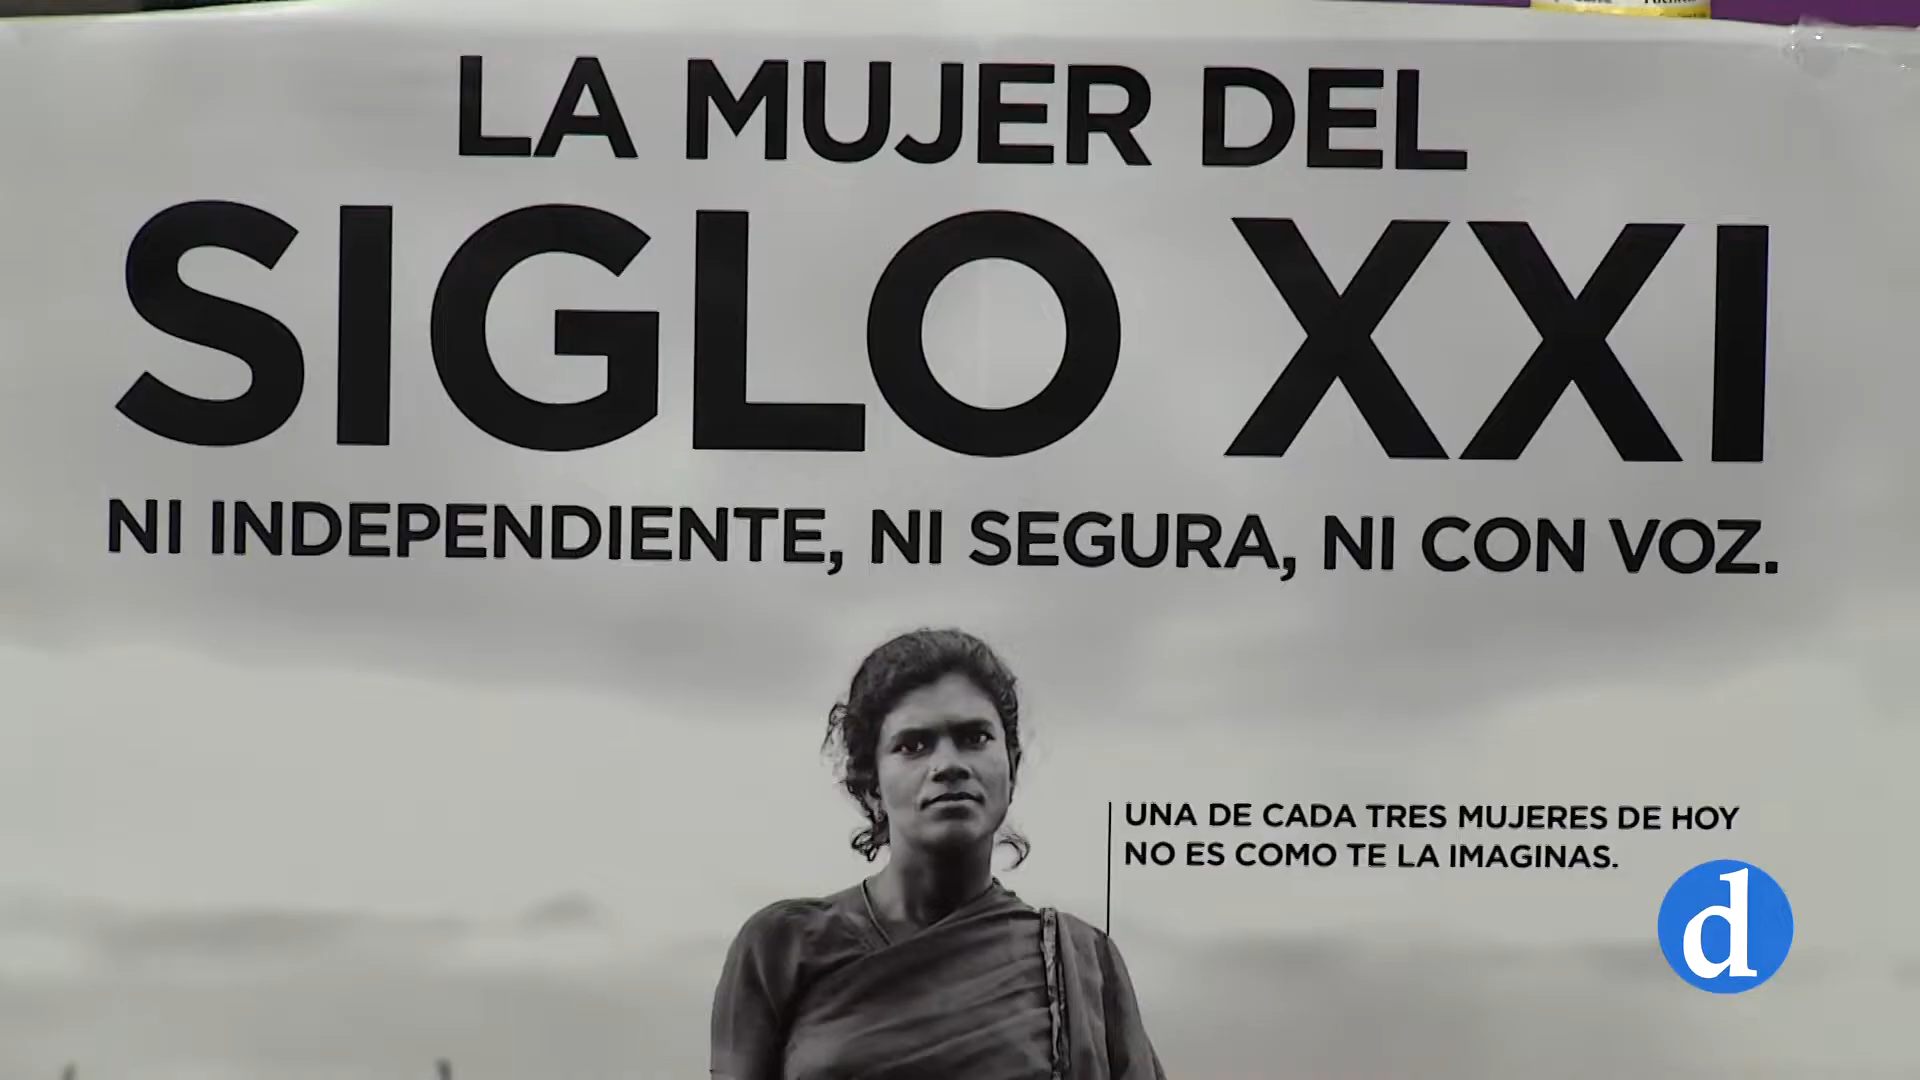 LA MUJER DEL
SIGLO XXI
NI INDEPENDIENTE, NI SEGURA, NI CON VOZ.
UNA DE CADA TRES MUJERES DE HOY
NO ES COMO TE LA IMAGINAS.
d